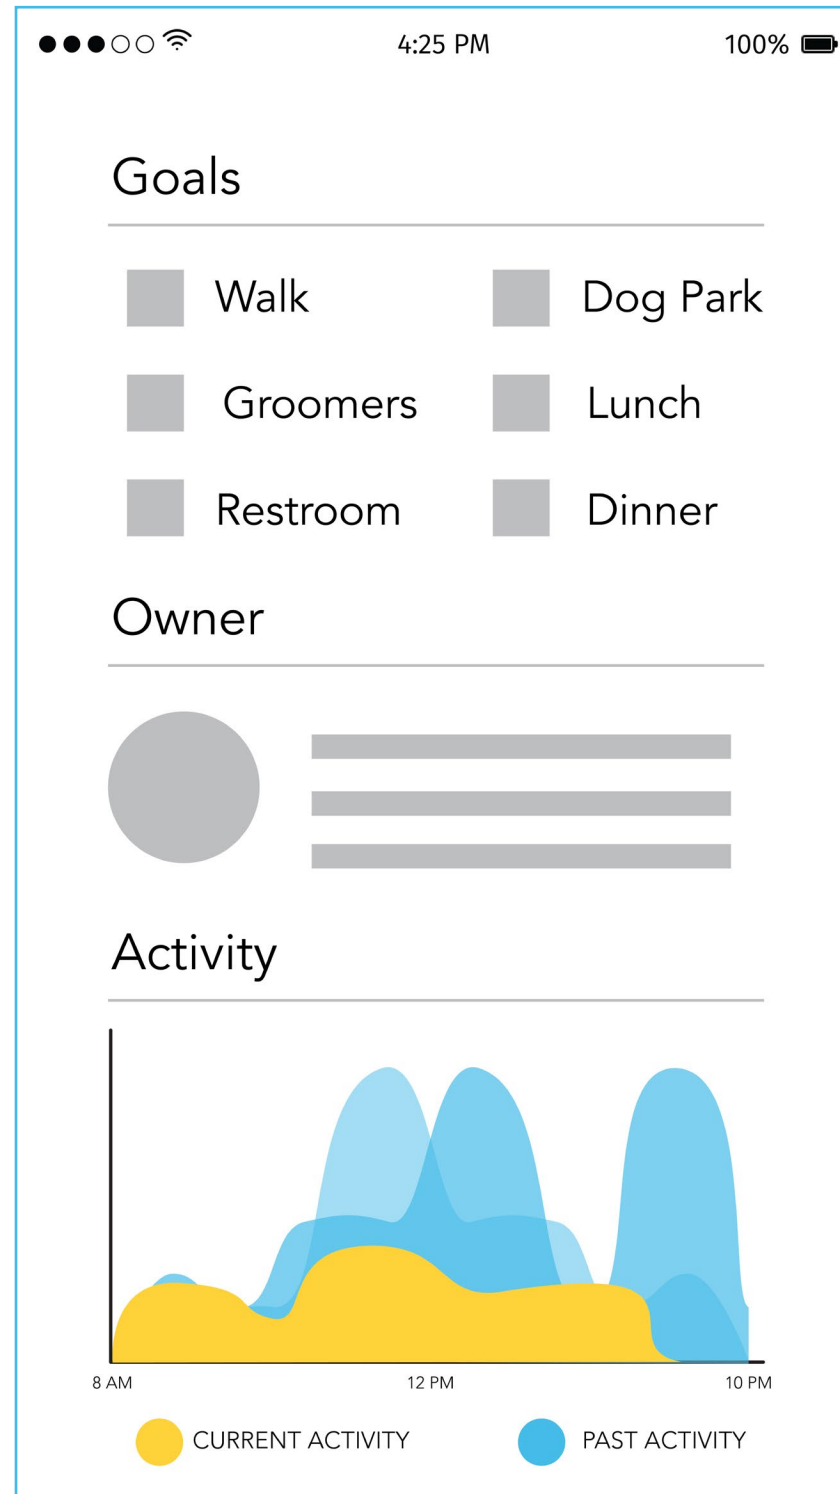 4:25 PM 100%
Goals
Walk Dog Park
Groomers Lunch
Restroom Dinner
Owner
Activity
8 AM 12 PM 10 PM
CURRENT ACTIVITY PAST ACTIVITY